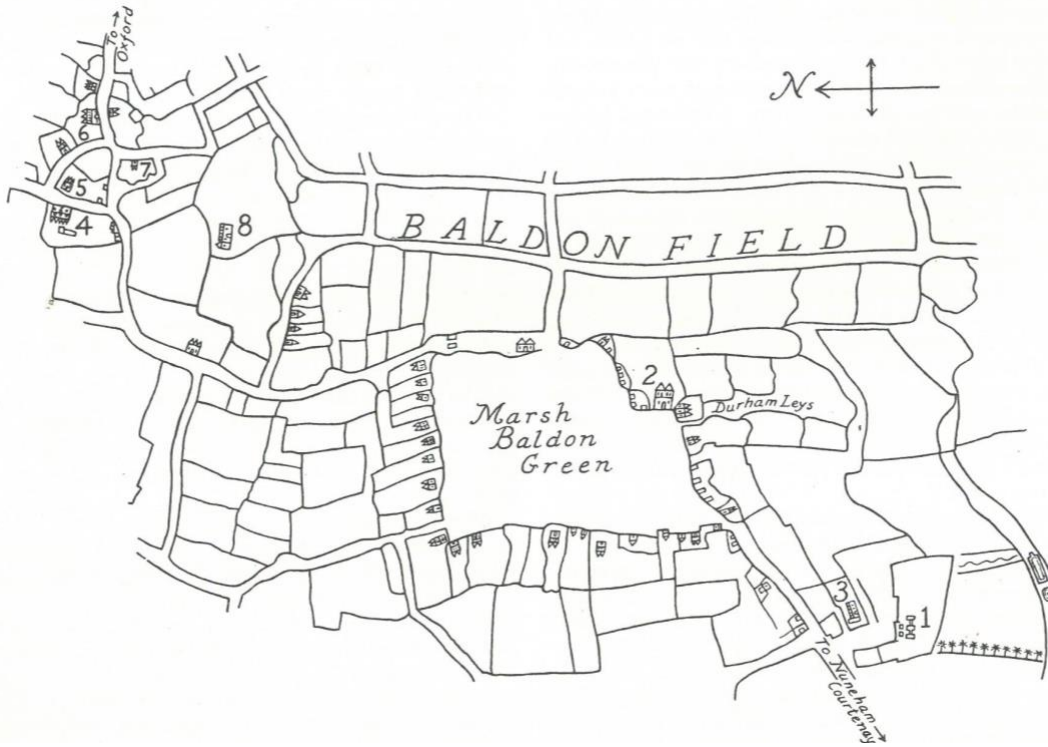 To
Oxford
N
6
7
5
4
8
BALDON FIELD
2
Durham Leys
Marsh
Baldon
Green
3
1
To Nuneham
Courtenay